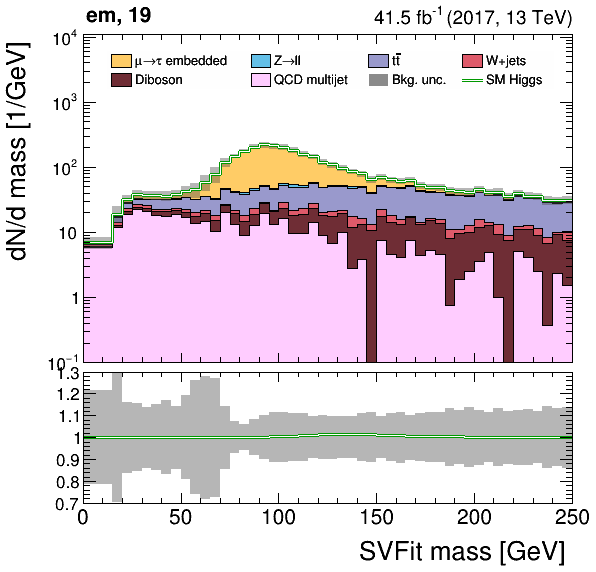 em, 19
41.5 fb⁻¹ (2017, 13 TeV)
dN/d mass [1/GeV]
10³
10²
10
1
10⁻¹
μ→τ embedded
Z→ll
tt̄
W+jets
Diboson
QCD multijet
Bkg. unc.
SM Higgs
1.3
1.2
1.1
1
0.9
0.8
0.7
0
50
100
150
200
250
SVFit mass [GeV]